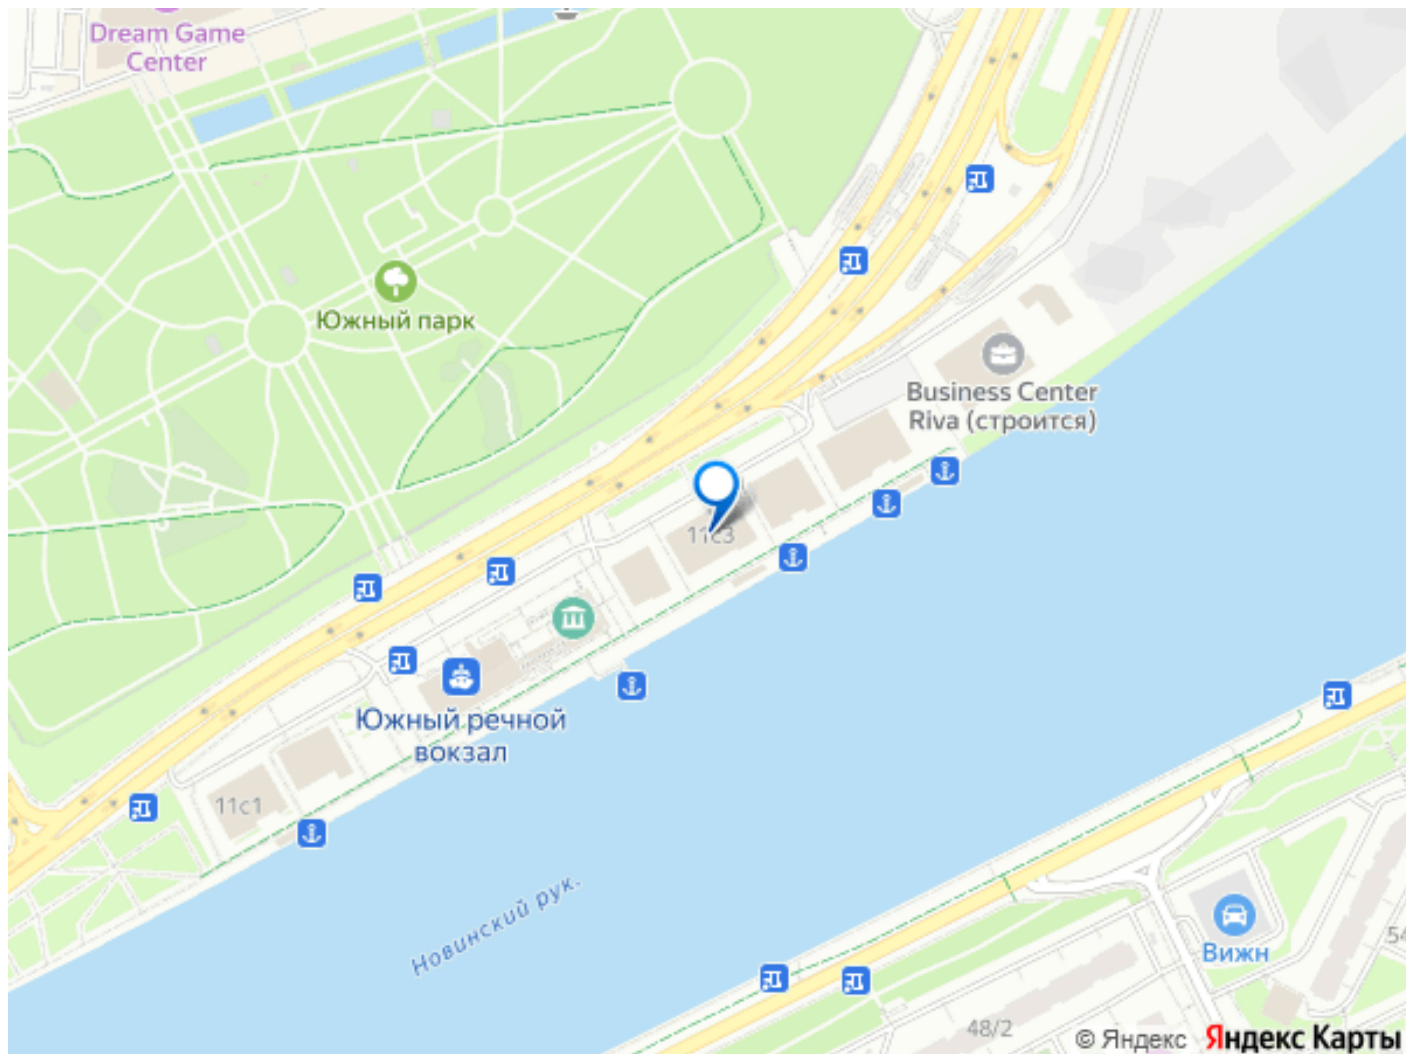 Dream Game
Center
Южный парк
Business Center
Riva (строится)
11с3
Южный речной
вокзал
11с1
Новинский рук.
Вижн
54
48/2
© Яндекс Яндекс Карты